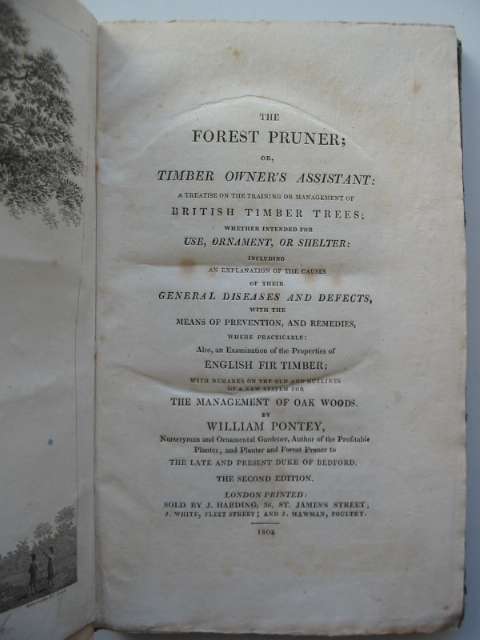 THE
FOREST PRUNER;
OR,
TIMBER OWNER'S ASSISTANT:
A TREATISE ON THE TRAINING OR MANAGEMENT OF
BRITISH TIMBER TREES;
WHETHER INTENDED FOR
USE, ORNAMENT, OR SHELTER:
INCLUDING
AN EXPLANATION OF THE CAUSES
OF THEIR
GENERAL DISEASES AND DEFECTS,
WITH THE
MEANS OF PREVENTION, AND REMEDIES,
WHERE PRACTICABLE:
Also, an Examination of the Properties of
ENGLISH FIR TIMBER;
WITH REMARKS ON THE OLD AND OUTLINES
OF A NEW SYSTEM FOR
THE MANAGEMENT OF OAK WOODS.
BY
WILLIAM PONTEY,
Nurseryman and Ornamental Gardener, Author of the Profitable
Planter, and Planter and Forest Pruner to
THE LATE AND PRESENT DUKE OF BEDFORD.
THE SECOND EDITION.
LONDON PRINTED:
SOLD BY J. HARDING, 36, ST. JAMES'S STREET;
J. WHITE, FLEET STREET; AND J. MAWMAN, POULTRY.